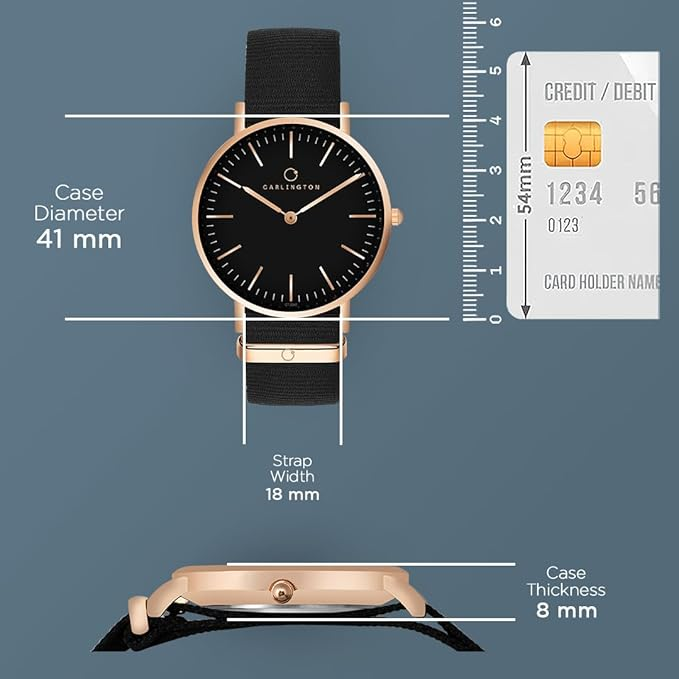 6
5
4
3
2
1
0
54mm
CREDIT / DEBIT
1234 56
0123
CARD HOLDER NAME
Case
Diameter
41 mm
CARLINGTON
Strap
Width
18 mm
Case
Thickness
8 mm